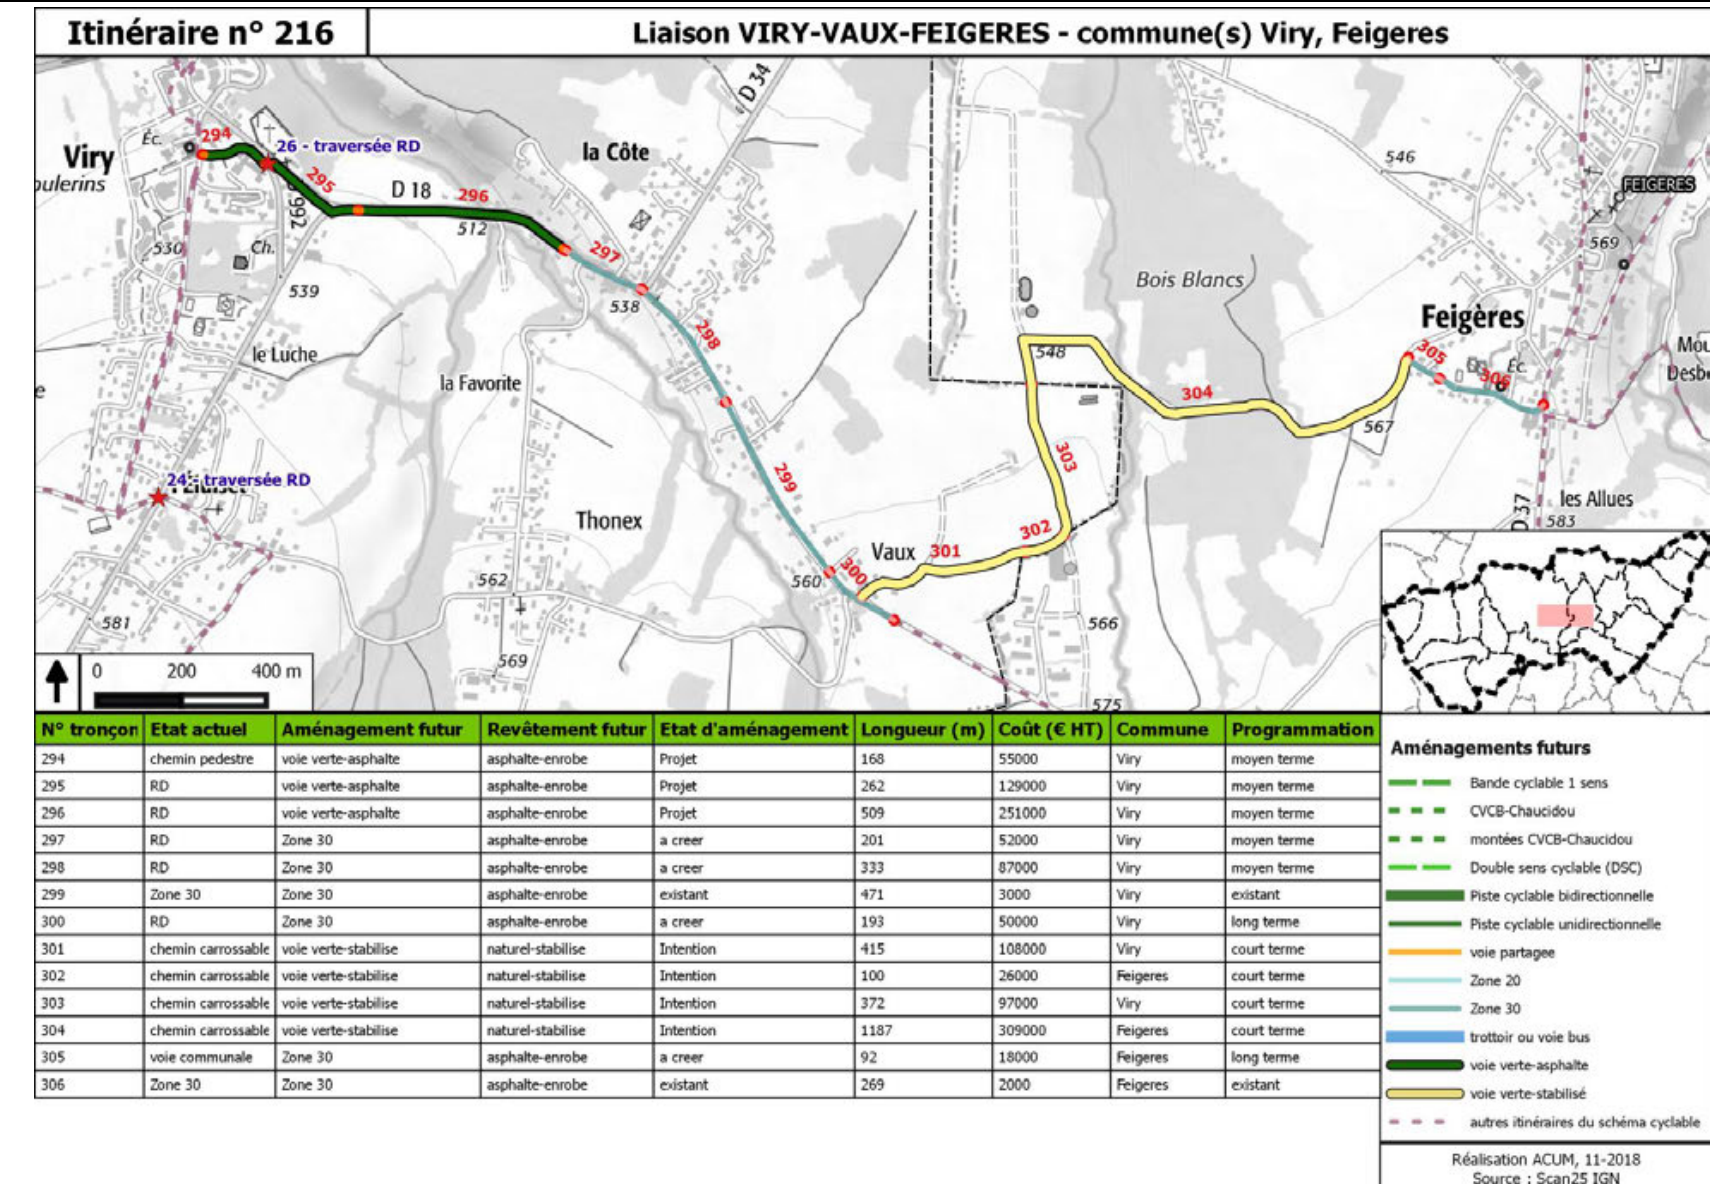 Itinéraire n° 216
Liaison VIRY-VAUX-FEIGERES - commune(s) Viry, Feigeres
D 34
Éc.
294
26 - traversée RD
Viry
la Côte
546
295
D 18
296
FEIGERES
992
512
530
Ch.
297
569
539
538
Bois Blancs
298
Feigères
le Luche
548
305
Éc.
306
la Favorite
304
567
303
299
24 - traversée RD
les Allues
D 37
583
Thonex
302
Vaux
301
300
562
560
581
566
569
575
0 200 400 m
N° tronçon Etat actuel Aménagement futur Revêtement futur Etat d'aménagement Longueur (m) Coût (€ HT) Commune Programmation
294 chemin pedestre voie verte-asphalte asphalte-enrobe Projet 168 55000 Viry moyen terme
295 RD voie verte-asphalte asphalte-enrobe Projet 262 129000 Viry moyen terme
296 RD voie verte-asphalte asphalte-enrobe Projet 509 251000 Viry moyen terme
297 RD Zone 30 asphalte-enrobe a creer 201 52000 Viry moyen terme
298 RD Zone 30 asphalte-enrobe a creer 333 87000 Viry moyen terme
299 Zone 30 Zone 30 asphalte-enrobe existant 471 3000 Viry existant
300 RD Zone 30 asphalte-enrobe a creer 193 50000 Viry long terme
301 chemin carrossable voie verte-stabilise naturel-stabilise Intention 415 108000 Viry court terme
302 chemin carrossable voie verte-stabilise naturel-stabilise Intention 100 26000 Feigeres court terme
303 chemin carrossable voie verte-stabilise naturel-stabilise Intention 372 97000 Viry court terme
304 chemin carrossable voie verte-stabilise naturel-stabilise Intention 1187 309000 Feigeres court terme
305 voie communale Zone 30 asphalte-enrobe a creer 92 18000 Feigeres long terme
306 Zone 30 Zone 30 asphalte-enrobe existant 269 2000 Feigeres existant
Aménagements futurs
Bande cyclable 1 sens
CVCB-Chaucidou
montées CVCB-Chaucidou
Double sens cyclable (DSC)
Piste cyclable bidirectionnelle
Piste cyclable unidirectionnelle
voie partagee
Zone 20
Zone 30
trottoir ou voie bus
voie verte-asphalte
voie verte-stabilisé
autres itinéraires du schéma cyclable
Réalisation ACUM, 11-2018
Source : Scan25 IGN